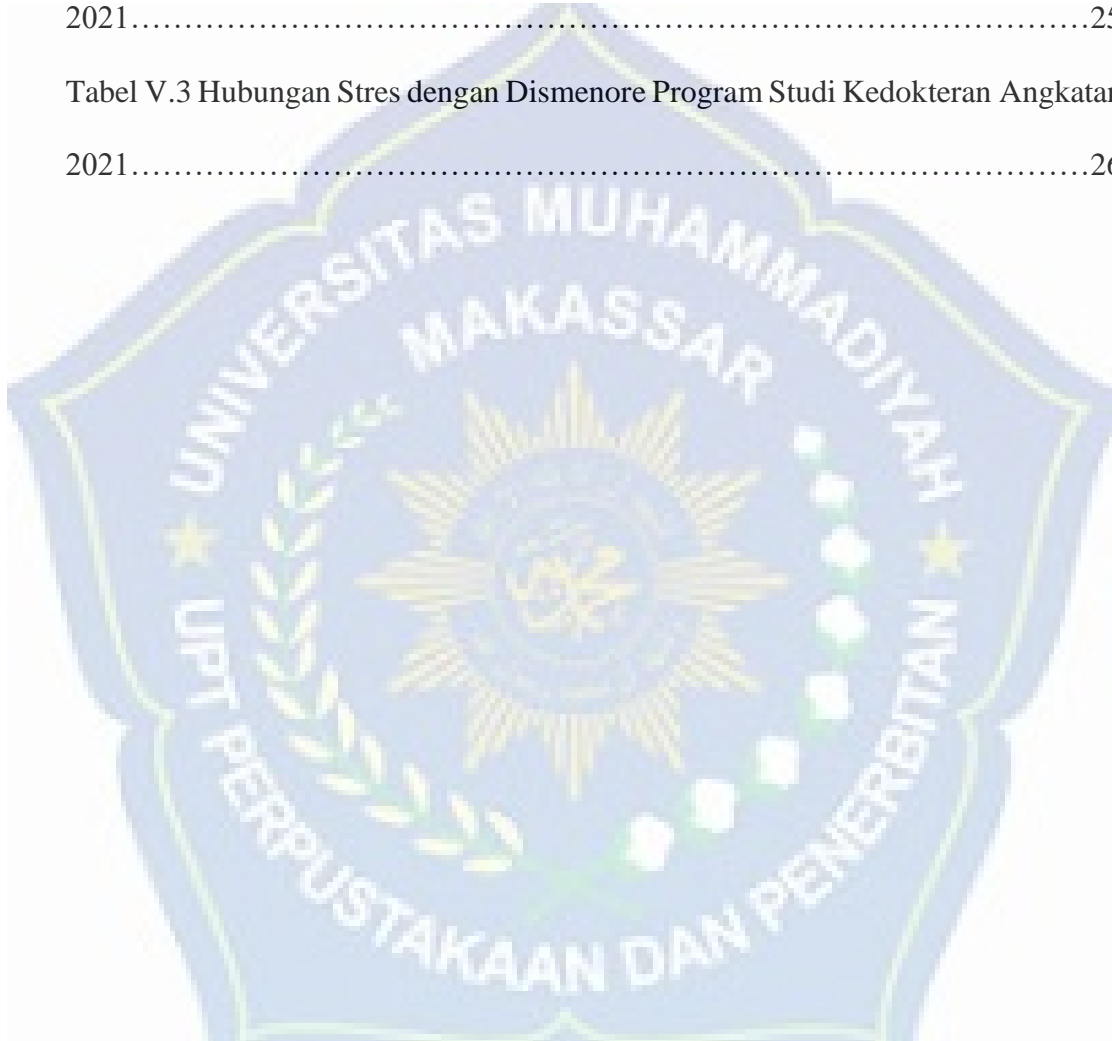 2021....................................................................................25
Tabel V.3 Hubungan Stres dengan Dismenore Program Studi Kedokteran Angkatan
2021....................................................................................26
UNIVERSITAS MUHAMMADIYAH
MAKASSAR
UPT PERPUSTAKAAN DAN PENERBITAN